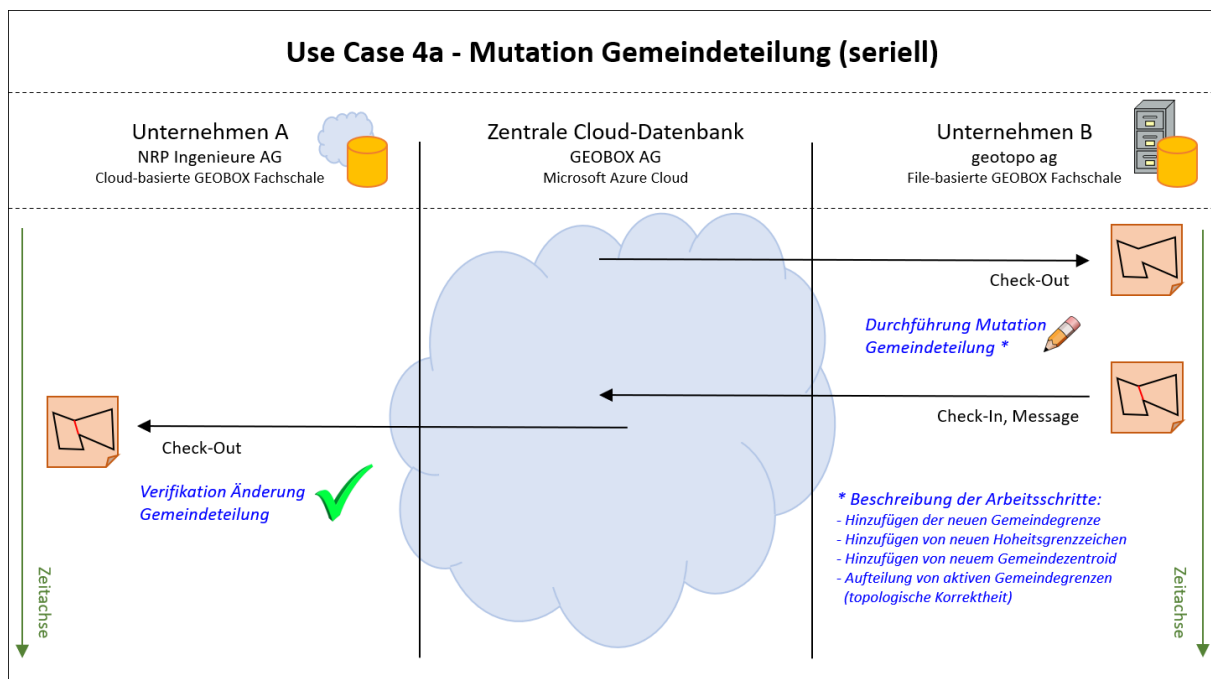 Use Case 4a - Mutation Gemeindeteilung (seriell)
Unternehmen A
NRP Ingenieure AG
Cloud-basierte GEOBOX Fachschale
Zentrale Cloud-Datenbank
GEOBOX AG
Microsoft Azure Cloud
Unternehmen B
geotopo ag
File-basierte GEOBOX Fachschale
Check-Out
Durchführung Mutation
Gemeindeteilung *
Check-In, Message
Check-Out
Verifikation Änderung
Gemeindeteilung
* Beschreibung der Arbeitsschritte:
- Hinzufügen der neuen Gemeindegrenze
- Hinzufügen von neuen Hoheitsgrenzzeichen
- Hinzufügen von neuem Gemeindezentroid
- Aufteilung von aktiven Gemeindegrenzen
(topologische Korrektheit)
Zeitachse
Zeitachse